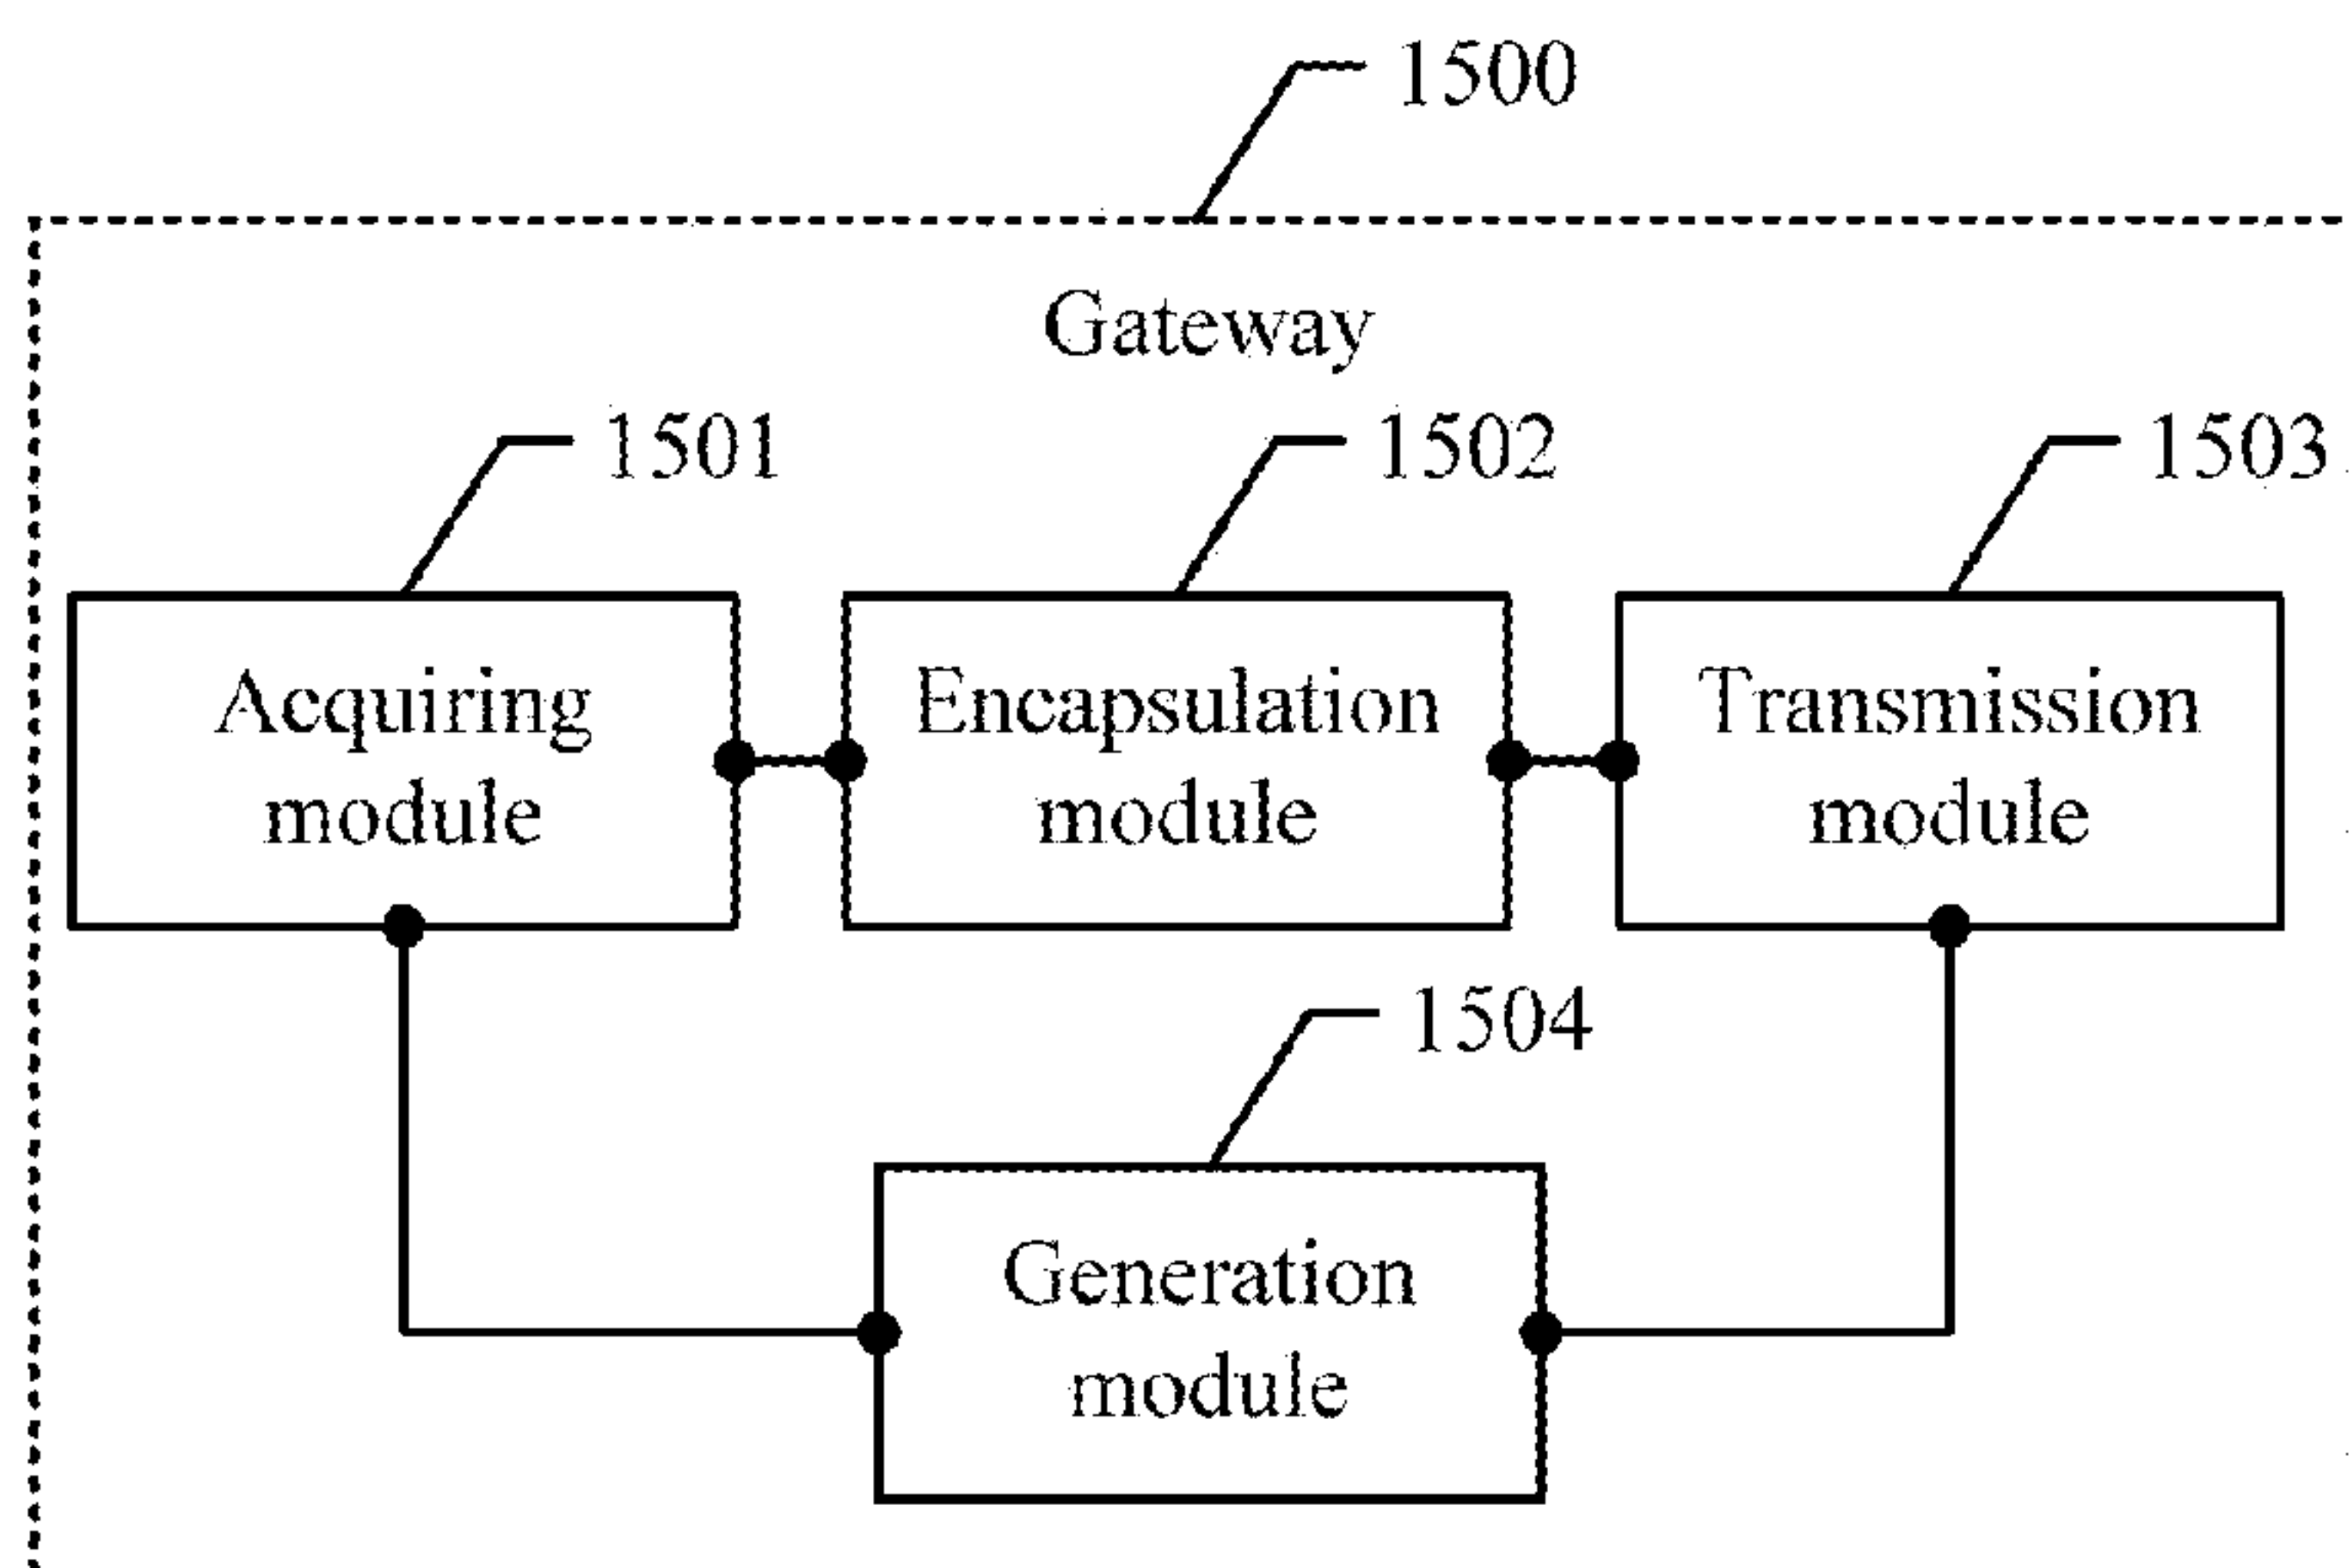 1500
Gateway
1501
1502
1503
Acquiring
module
Encapsulation
module
Transmission
module
1504
Generation
module